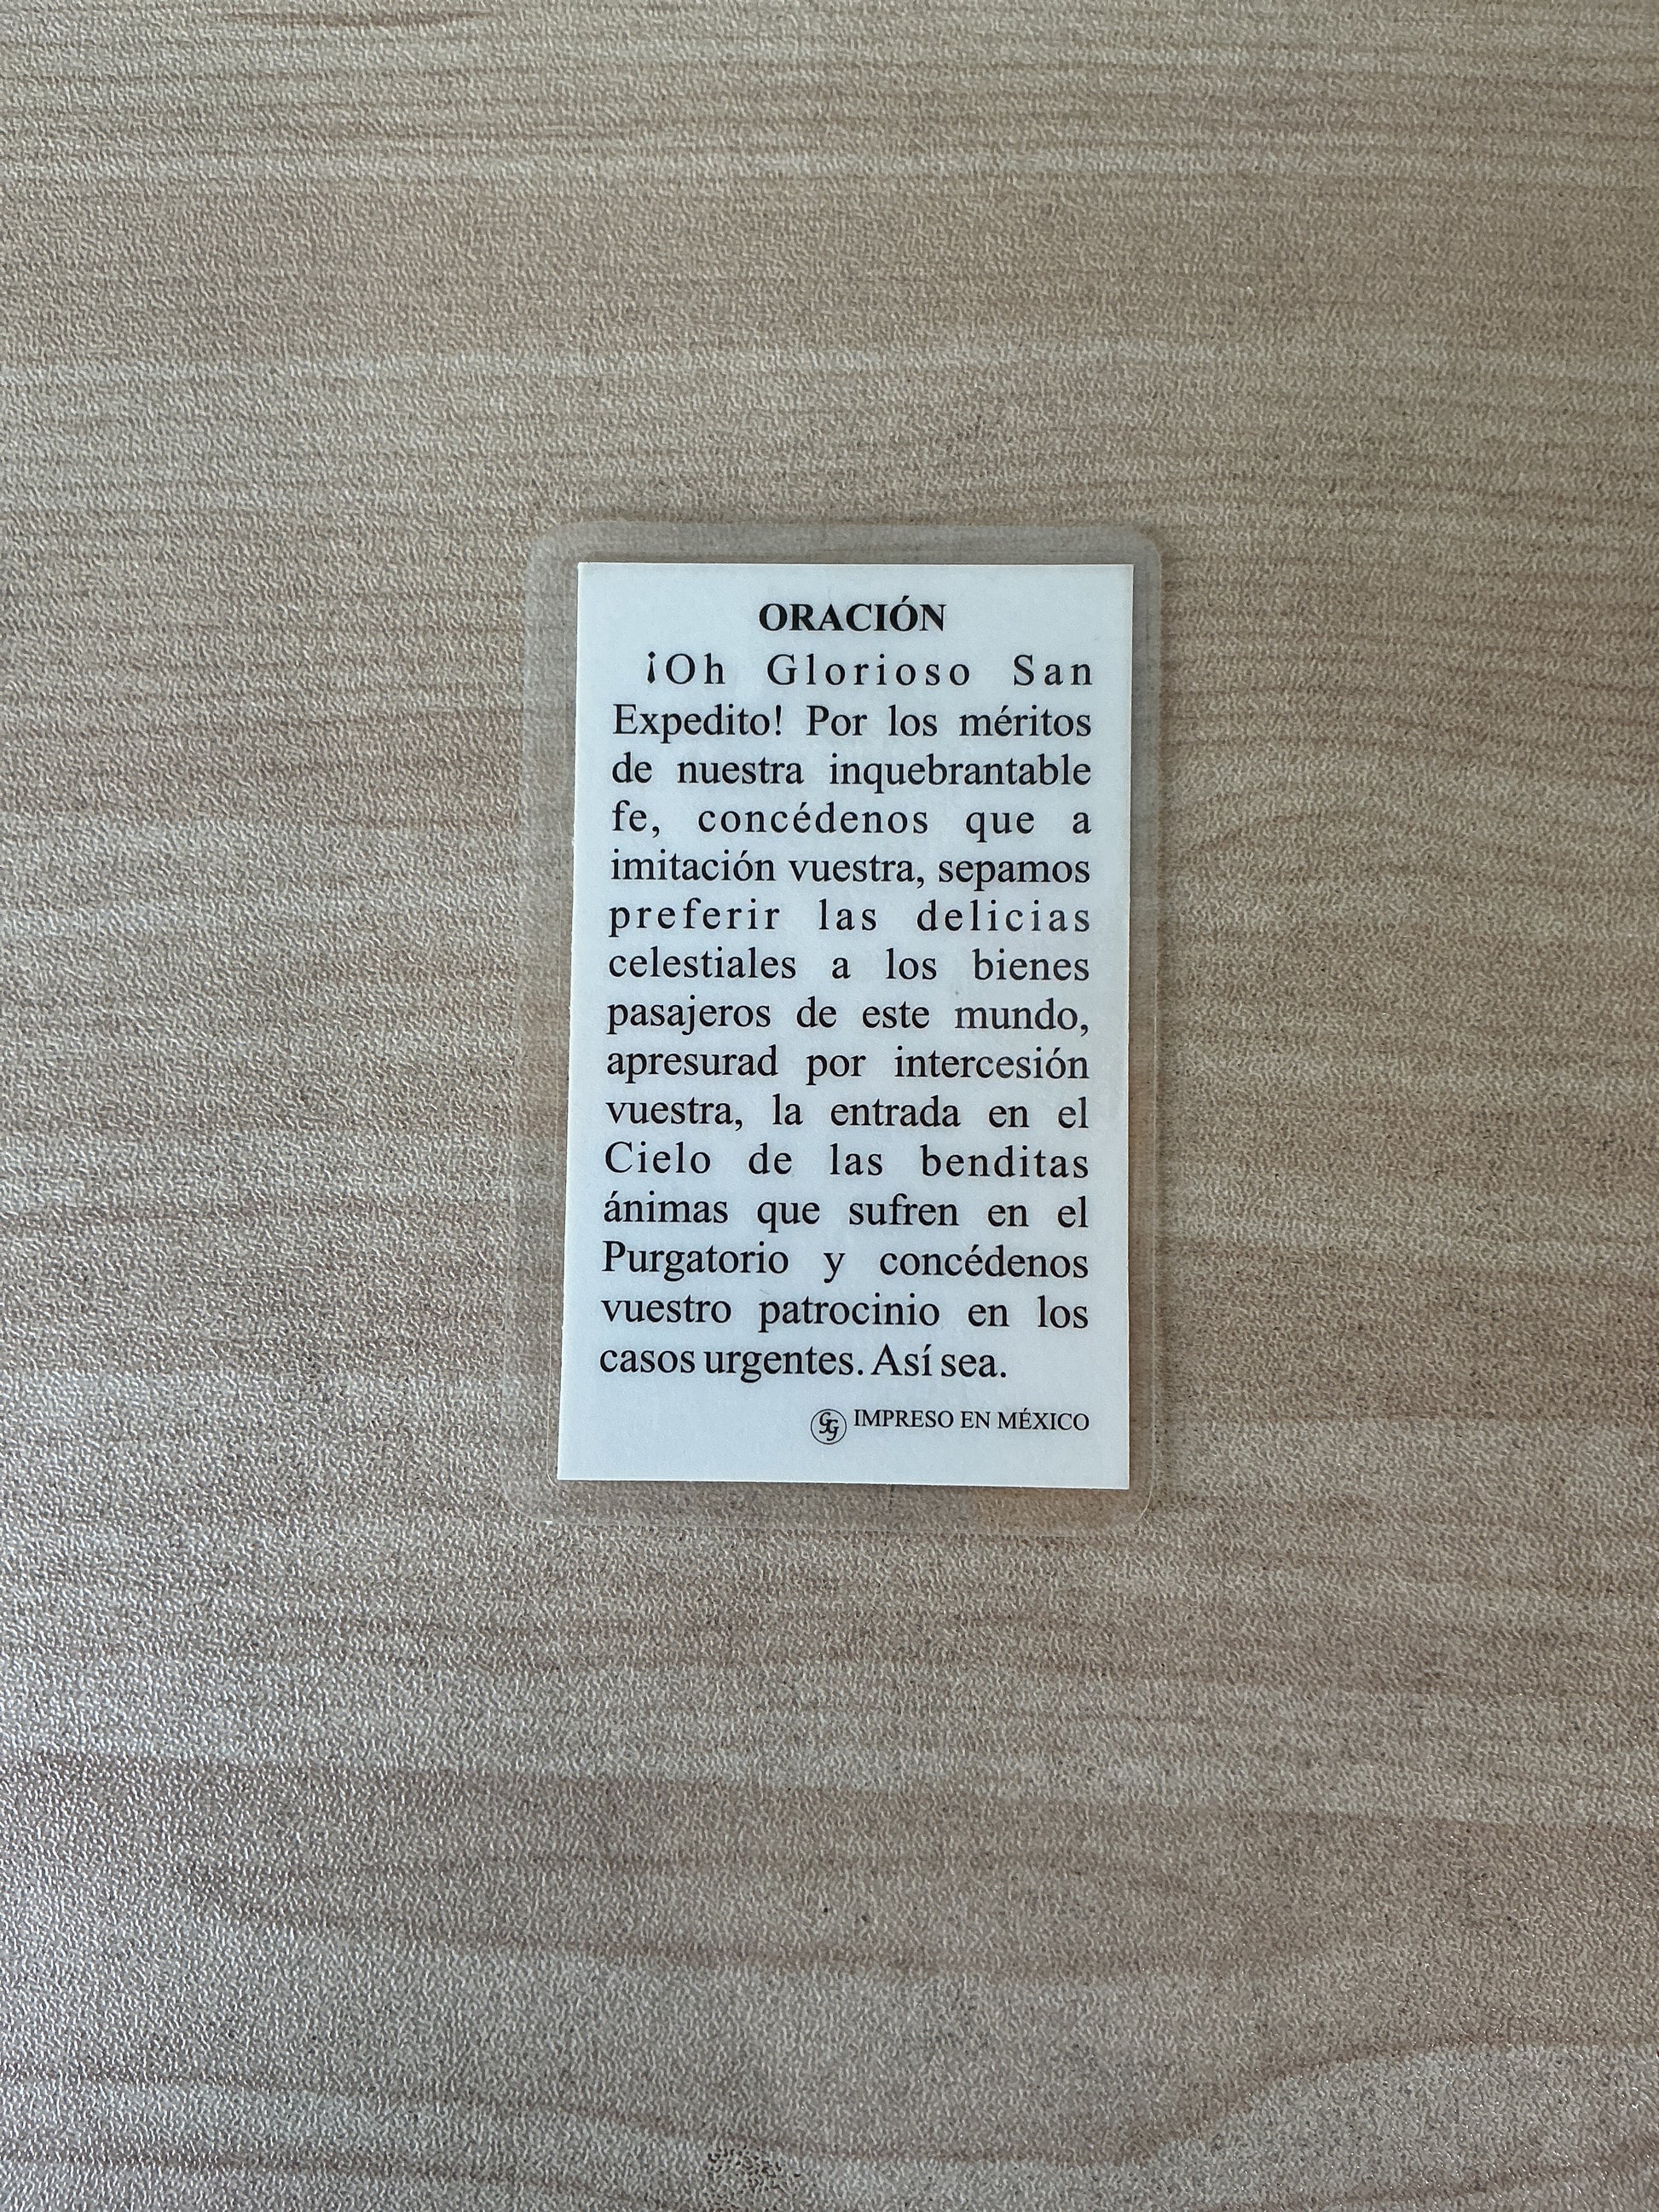 ORACIÓN
¡Oh Glorioso San
Expedito! Por los méritos
de nuestra inquebrantable
fe, concédenos que a
imitación vuestra, sepamos
preferir las delicias
celestiales a los bienes
pasajeros de este mundo,
apresurad por intercesión
vuestra, la entrada en el
Cielo de las benditas
ánimas que sufren en el
Purgatorio y concédenos
vuestro patrocinio en los
casos urgentes. Así sea.
GG IMPRESO EN MÉXICO